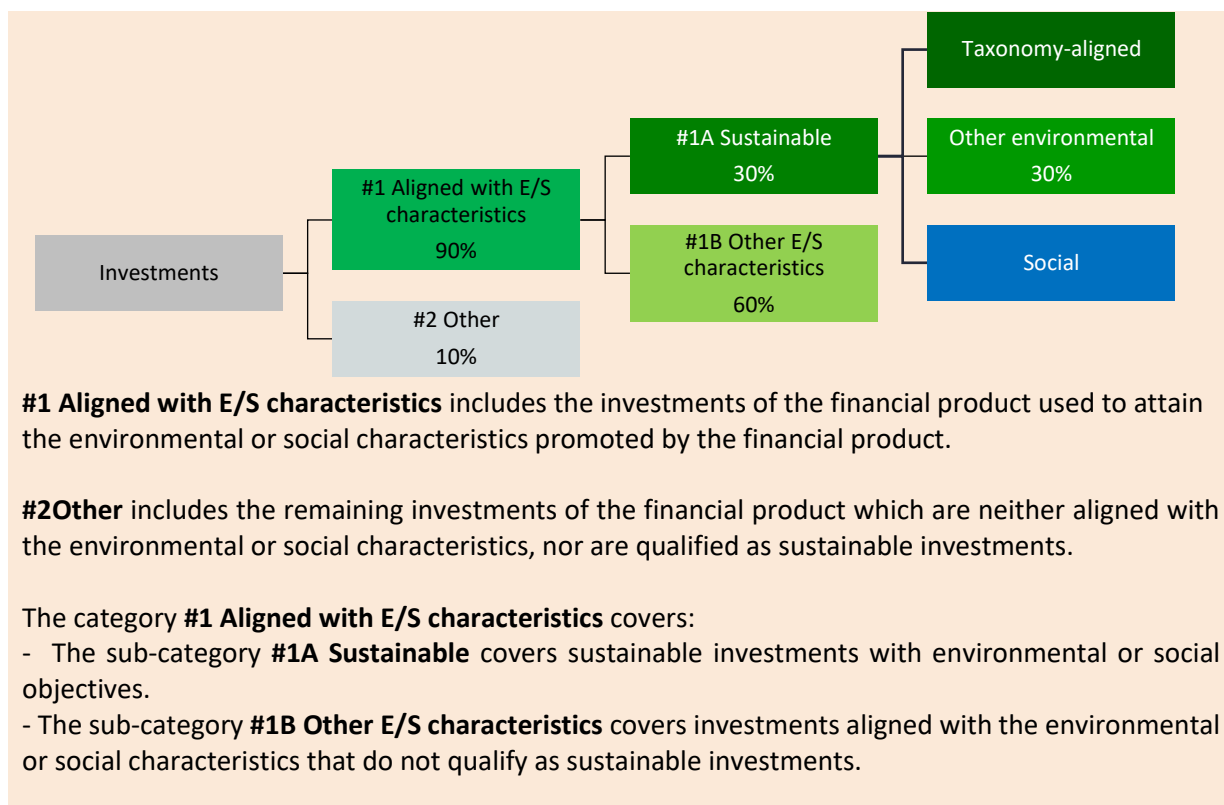 Taxonomy-aligned
#1A Sustainable
30%
Other environmental
30%
#1 Aligned with E/S
characteristics
90%
#1B Other E/S
characteristics
60%
Social
Investments
#2 Other
10%
#1 Aligned with E/S characteristics includes the investments of the financial product used to attain
the environmental or social characteristics promoted by the financial product.
#2Other includes the remaining investments of the financial product which are neither aligned with
the environmental or social characteristics, nor are qualified as sustainable investments.
The category #1 Aligned with E/S characteristics covers:
- The sub-category #1A Sustainable covers sustainable investments with environmental or social
objectives.
- The sub-category #1B Other E/S characteristics covers investments aligned with the environmental
or social characteristics that do not qualify as sustainable investments.